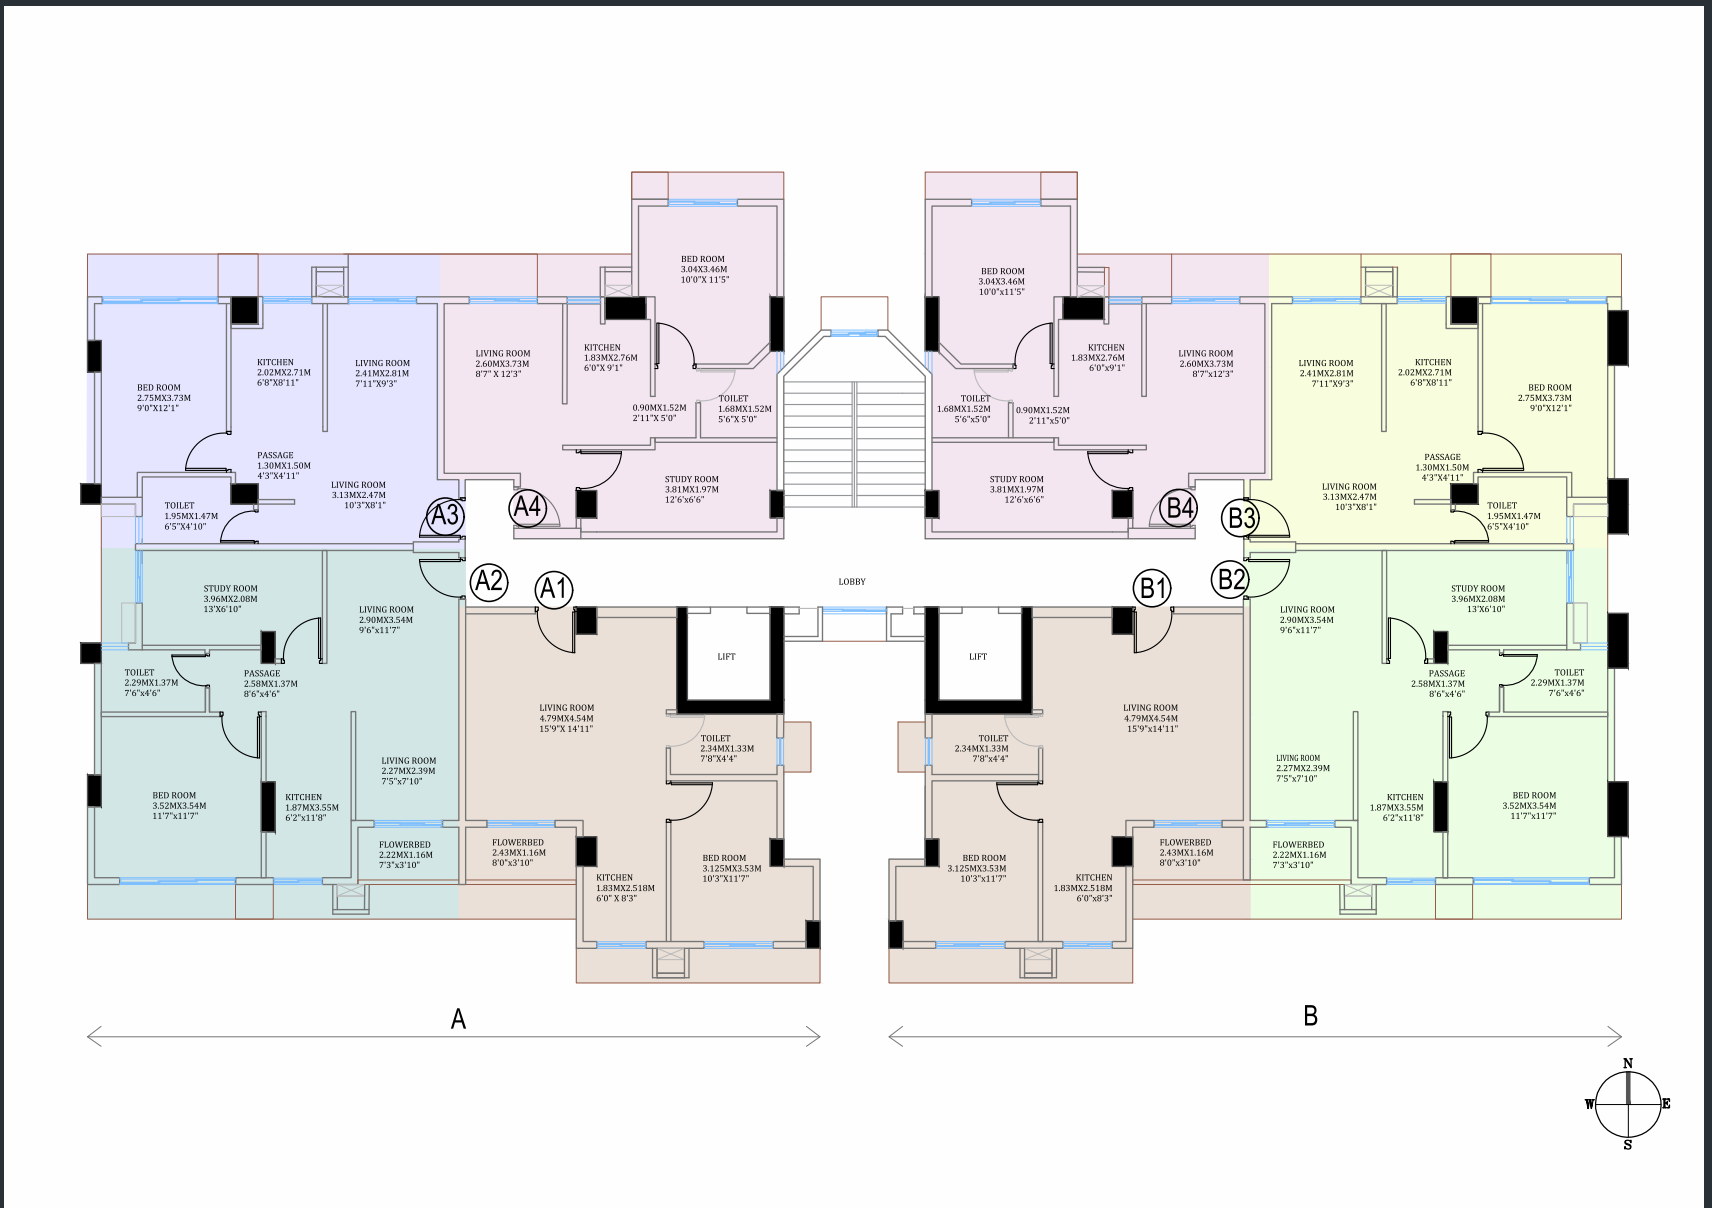 BED ROOM
3.04MX3.46M
10'0"X 11'5"
BED ROOM
3.04MX3.46M
10'0"x11'5"
BED ROOM
2.75MX3.73M
9'0"X12'1"
KITCHEN
2.02MX2.71M
6'8"X8'11"
LIVING ROOM
2.41MX2.81M
7'11"X9'3"
LIVING ROOM
2.60MX3.73M
8'7" X 12'3"
KITCHEN
1.83MX2.76M
6'0"X 9'1"
0.90MX1.52M
2'11"X 5'0"
TOILET
1.68MX1.52M
5'6"X 5'0"
TOILET
1.68MX1.52M
5'6"x5'0"
0.90MX1.52M
2'11"x5'0"
KITCHEN
1.83MX2.76M
6'0"x9'1"
LIVING ROOM
2.60MX3.73M
8'7"x12'3"
LIVING ROOM
2.41MX2.81M
7'11"X9'3"
KITCHEN
2.02MX2.71M
6'8"X8'11"
BED ROOM
2.75MX3.73M
9'0"X12'1"
PASSAGE
1.30MX1.50M
4'3"X4'11"
LIVING ROOM
3.13MX2.47M
10'3"X8'1"
TOILET
1.95MX1.47M
6'5"X4'10"
A3
A4
STUDY ROOM
3.81MX1.97M
12'6"x6'6"
STUDY ROOM
3.81MX1.97M
12'6"x6'6"
B4
B3
PASSAGE
1.30MX1.50M
4'3"X4'11"
LIVING ROOM
3.13MX2.47M
10'3"X8'1"
TOILET
1.95MX1.47M
6'5"X4'10"
A2
A1
LOBBY
B1
B2
STUDY ROOM
3.96MX2.08M
13'X6'10"
LIVING ROOM
2.90MX3.54M
9'6"x11'7"
LIVING ROOM
2.90MX3.54M
9'6"x11'7"
STUDY ROOM
3.96MX2.08M
13'X6'10"
TOILET
2.29MX1.37M
7'6"x4'6"
PASSAGE
2.58MX1.37M
8'6"x4'6"
LIFT
LIFT
PASSAGE
2.58MX1.37M
8'6"x4'6"
TOILET
2.29MX1.37M
7'6"x4'6"
LIVING ROOM
4.79MX4.54M
15'9"X 14'11"
TOILET
2.34MX1.33M
7'8"X4'4"
TOILET
2.34MX1.33M
7'8"x4'4"
LIVING ROOM
4.79MX4.54M
15'9"x14'11"
BED ROOM
3.52MX3.54M
11'7"x11'7"
KITCHEN
1.87MX3.55M
6'2"x11'8"
LIVING ROOM
2.27MX2.39M
7'5"x7'10"
LIVING ROOM
2.27MX2.39M
7'5"x7'10"
KITCHEN
1.87MX3.55M
6'2"x11'8"
BED ROOM
3.52MX3.54M
11'7"x11'7"
FLOWERBED
2.22MX1.16M
7'3"x3'10"
FLOWERBED
2.43MX1.16M
8'0"x3'10"
KITCHEN
1.83MX2.518M
6'0" X 8'3"
BED ROOM
3.125MX3.53M
10'3"X11'7"
BED ROOM
3.125MX3.53M
10'3"x11'7"
KITCHEN
1.83MX2.518M
6'0"x8'3"
FLOWERBED
2.43MX1.16M
8'0"x3'10"
FLOWERBED
2.22MX1.16M
7'3"x3'10"
A
B
N
W
E
S